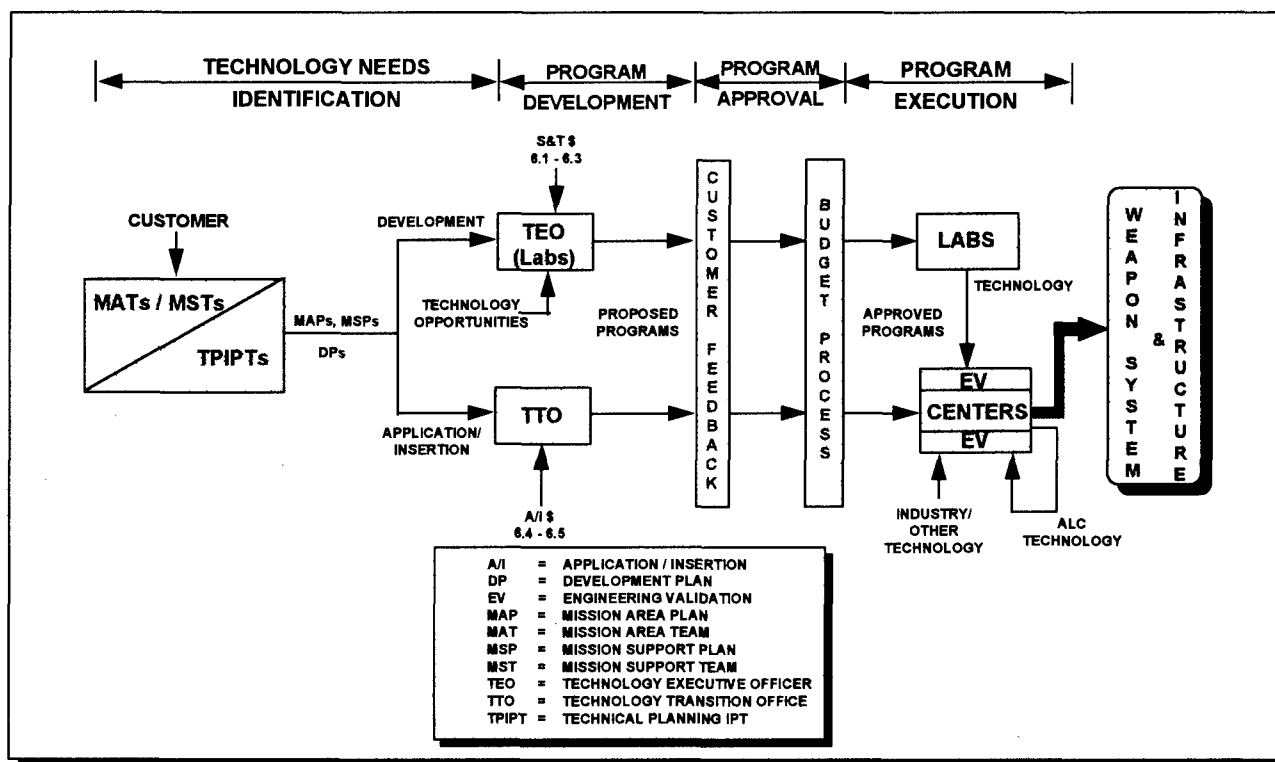 TECHNOLOGY NEEDS
IDENTIFICATION
PROGRAM
DEVELOPMENT
PROGRAM
APPROVAL
PROGRAM
EXECUTION
S&T $
6.1 - 6.3
CUSTOMER
MATs / MSTs
TPIPTs
MAPs, MSPs
DPs
DEVELOPMENT
TEO
(Labs)
TECHNOLOGY
OPPORTUNITIES
APPLICATION/
INSERTION
TTO
A/I $
6.4 - 6.5
PROPOSED
PROGRAMS
CUSTOMER FEEDBACK
BUDGET PROCESS
APPROVED
PROGRAMS
LABS
TECHNOLOGY
EV
CENTERS
EV
INDUSTRY/
OTHER
TECHNOLOGY
ALC
TECHNOLOGY
WEAPON SYSTEM
&
INFRASTRUCTURE
A/I = APPLICATION / INSERTION
DP = DEVELOPMENT PLAN
EV = ENGINEERING VALIDATION
MAP = MISSION AREA PLAN
MAT = MISSION AREA TEAM
MSP = MISSION SUPPORT PLAN
MST = MISSION SUPPORT TEAM
TEO = TECHNOLOGY EXECUTIVE OFFICER
TTO = TECHNOLOGY TRANSITION OFFICE
TPIPT = TECHNICAL PLANNING IPT